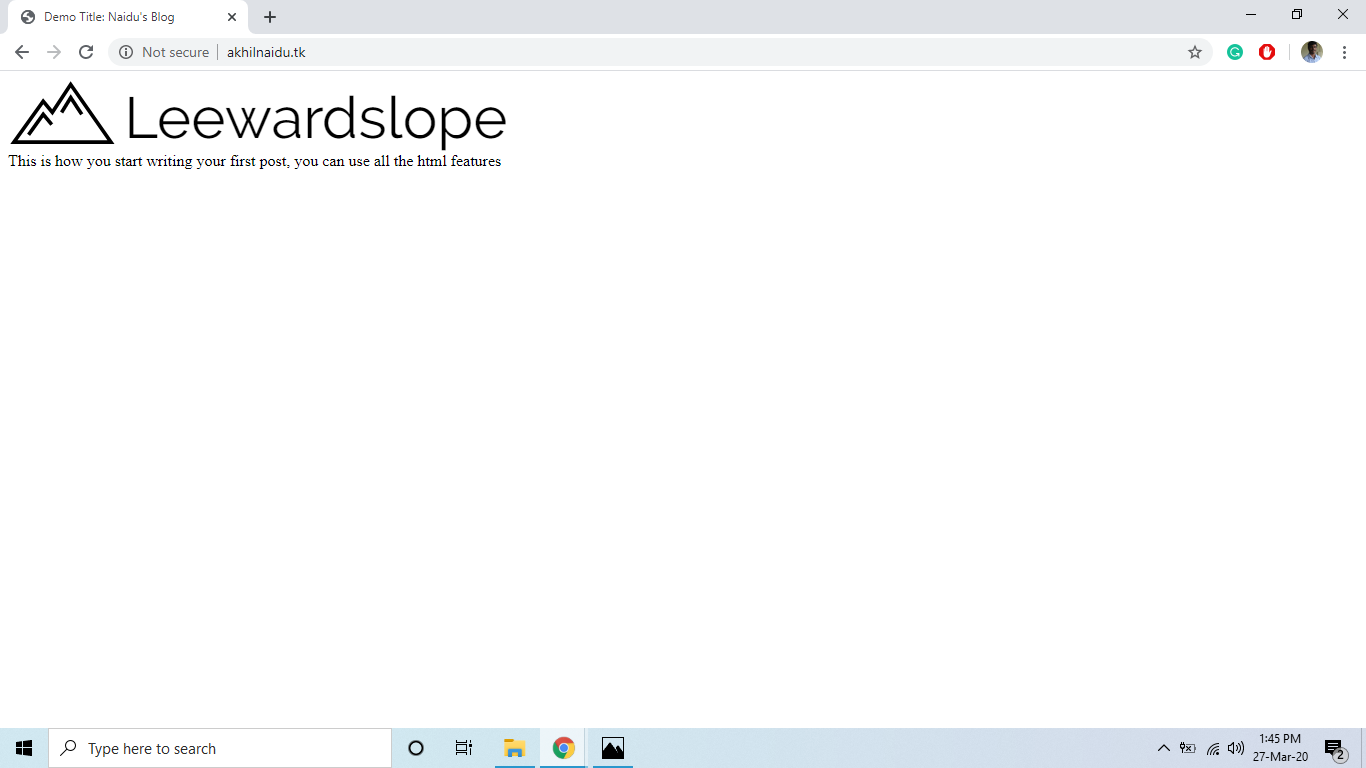 Demo Title: Naidu's Blog
Not secure
akhilnaidu.tk
Leewardslope
This is how you start writing your first post, you can use all the html features
Type here to search
1:45 PM
27-Mar-20
2